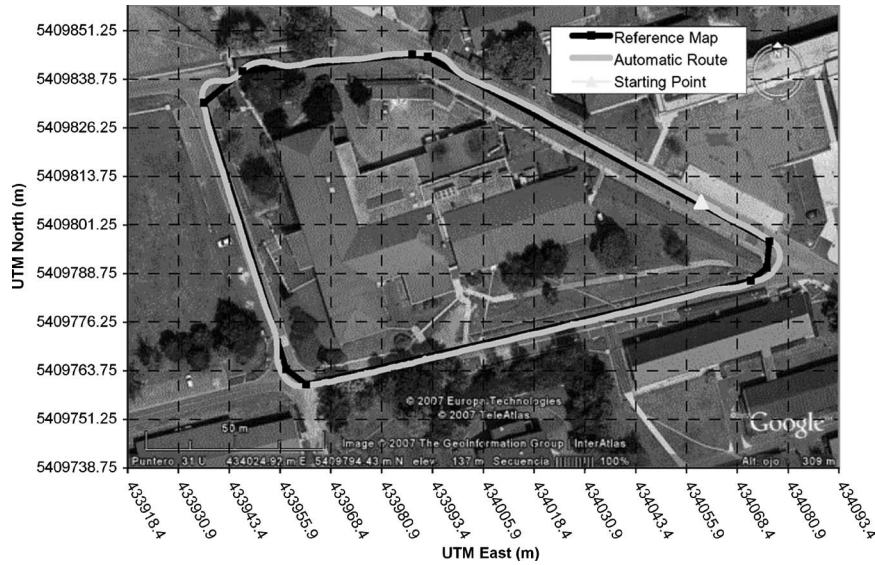 5409851.25
5409838.75
5409826.25
5409813.75
5409801.25
5409788.75
5409776.25
5409763.75
5409751.25
5409738.75
UTM North (m)
Reference Map
Automatic Route
Starting Point
© 2007 Europa Technologies
© 2007 TeleAtlas
50 m
Image © 2007 The GeoInformation Group | InterAtlas
Google
Puntero 31 U 434024.92 m E 5409794.43 m N elev 137 m Secuencia |||||||||| 100% Alt. ojo 309 m
433918.4
433930.9
433943.4
433955.9
433968.4
433980.9
433993.4
434005.9
434018.4
434030.9
434043.4
434055.9
434068.4
434080.9
434093.4
UTM East (m)